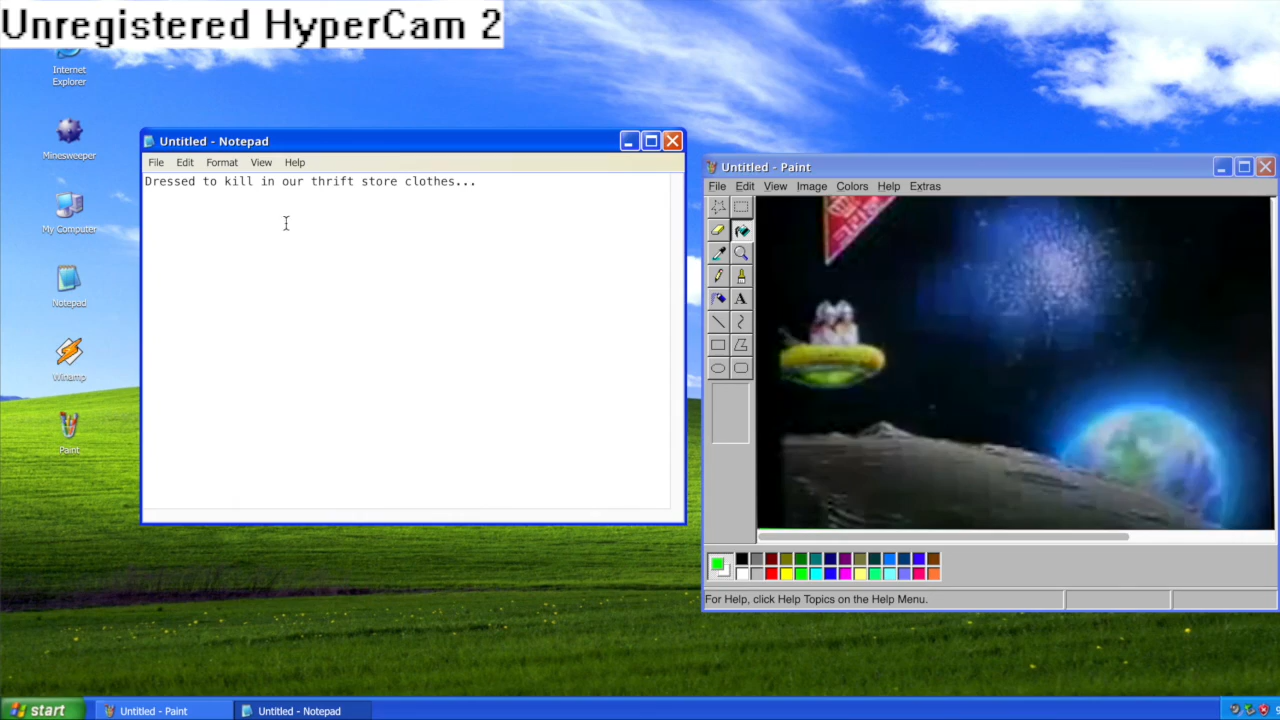 Unregistered HyperCam 2
Internet
Explorer
Minesweeper
My Computer
Notepad
Winamp
Paint
Untitled - Notepad
File Edit Format View Help
Dressed to kill in our thrift store clothes...
Untitled - Paint
File Edit View Image Colors Help Extras
A
For Help, click Help Topics on the Help Menu.
start
Untitled - Paint
Untitled - Notepad